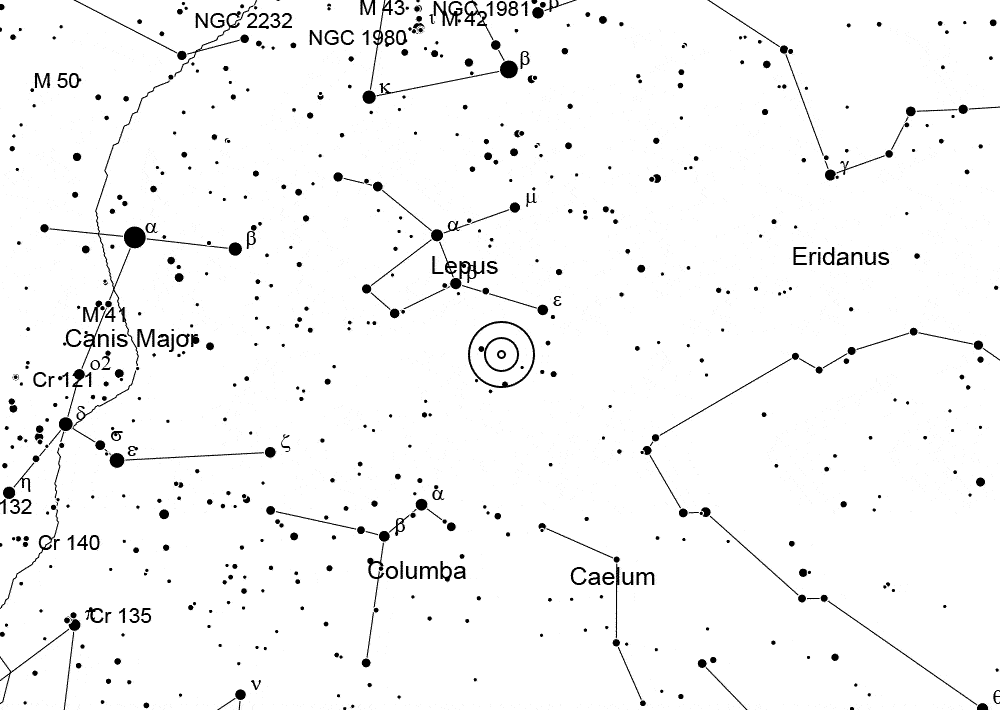 M 43
NGC 1981
ρ
NGC 2232
ι
M 42
NGC 1980
β
M 50
κ
γ
μ
α
α
β
Eridanus
Lepus
β
ε
M 41
Canis Major
ο2
Cr 121
δ
σ
ε
ζ
η
α
132
β
Cr 140
Columba
Caelum
π
Cr 135
ν
θ